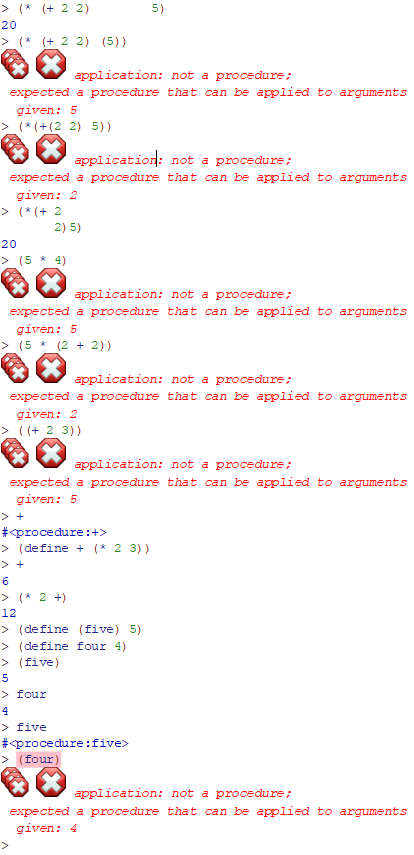 > (* (+ 2 2)        5)
20
> (* (+ 2 2) (5))
application: not a procedure;
expected a procedure that can be applied to arguments
given: 5
> (*(+(2 2) 5))
application: not a procedure;
expected a procedure that can be applied to arguments
given: 2
> (*(+ 2
2)5)
20
> (5 * 4)
application: not a procedure;
expected a procedure that can be applied to arguments
given: 5
> (5 * (2 + 2))
application: not a procedure;
expected a procedure that can be applied to arguments
given: 2
> ((+ 2 3))
application: not a procedure;
expected a procedure that can be applied to arguments
given: 5
> +
#<procedure:+>
> (define + (* 2 3))
> +
6
> (* 2 +)
12
> (define (five) 5)
> (define four 4)
> (five)
5
> four
4
> five
#<procedure:five>
> (four)
application: not a procedure;
expected a procedure that can be applied to arguments
given: 4
>